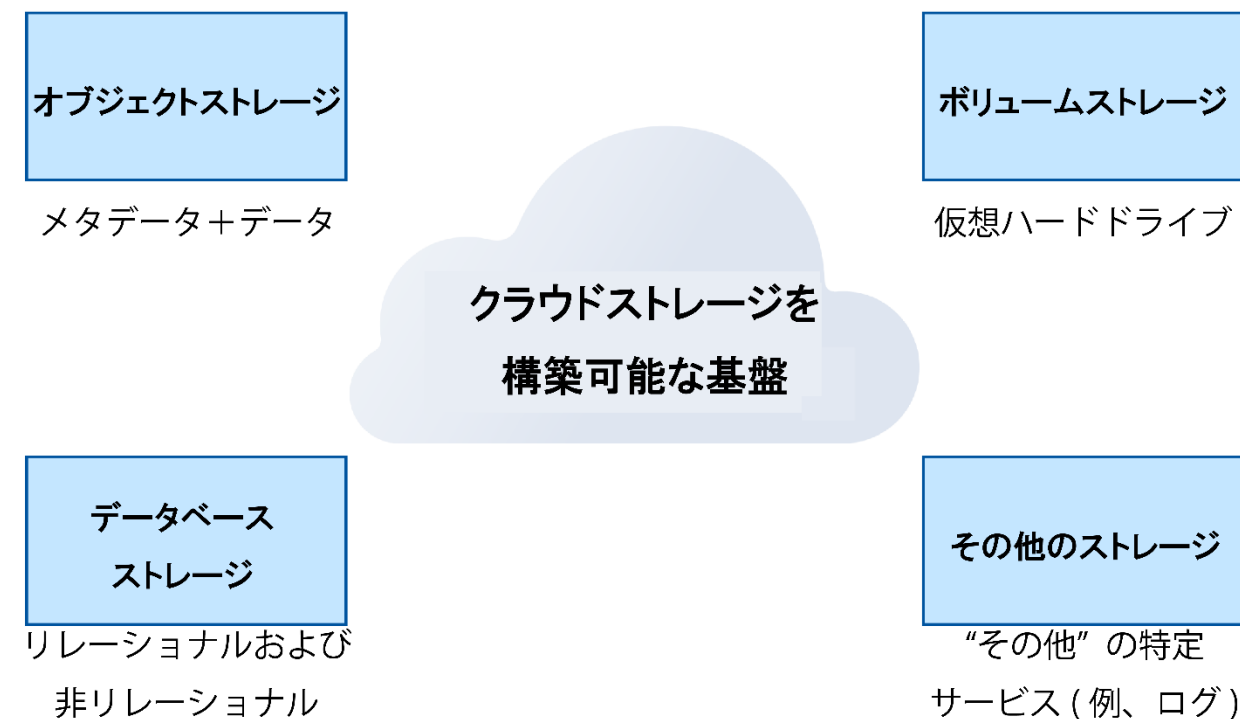 オブジェクトストレージ
メタデータ＋データ
ボリュームストレージ
仮想ハードドライブ
クラウドストレージを
構築可能な基盤
データベース
ストレージ
リレーショナルおよび
非リレーショナル
その他のストレージ
“その他” の特定
サービス ( 例、ログ )